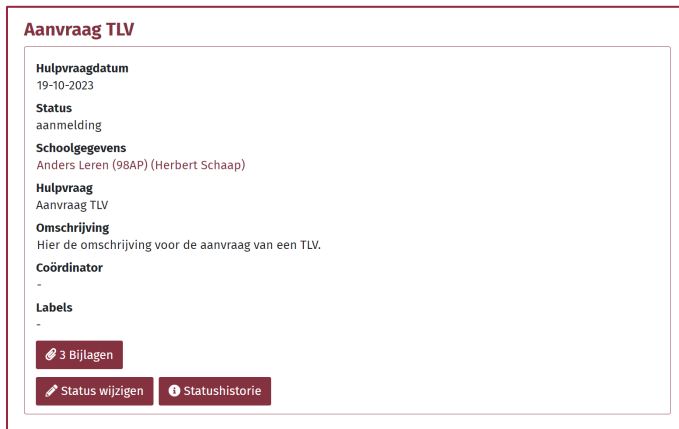 Aanvraag TLV
Hulpvraagdatum
19-10-2023
Status
aanmelding
Schoolgegevens
Anders Leren (98AP) (Herbert Schaap)
Hulpvraag
Aanvraag TLV
Omschrijving
Hier de omschrijving voor de aanvraag van een TLV.
Coördinator
-
Labels
-
3 Bijlagen
Status wijzigen Statushistorie